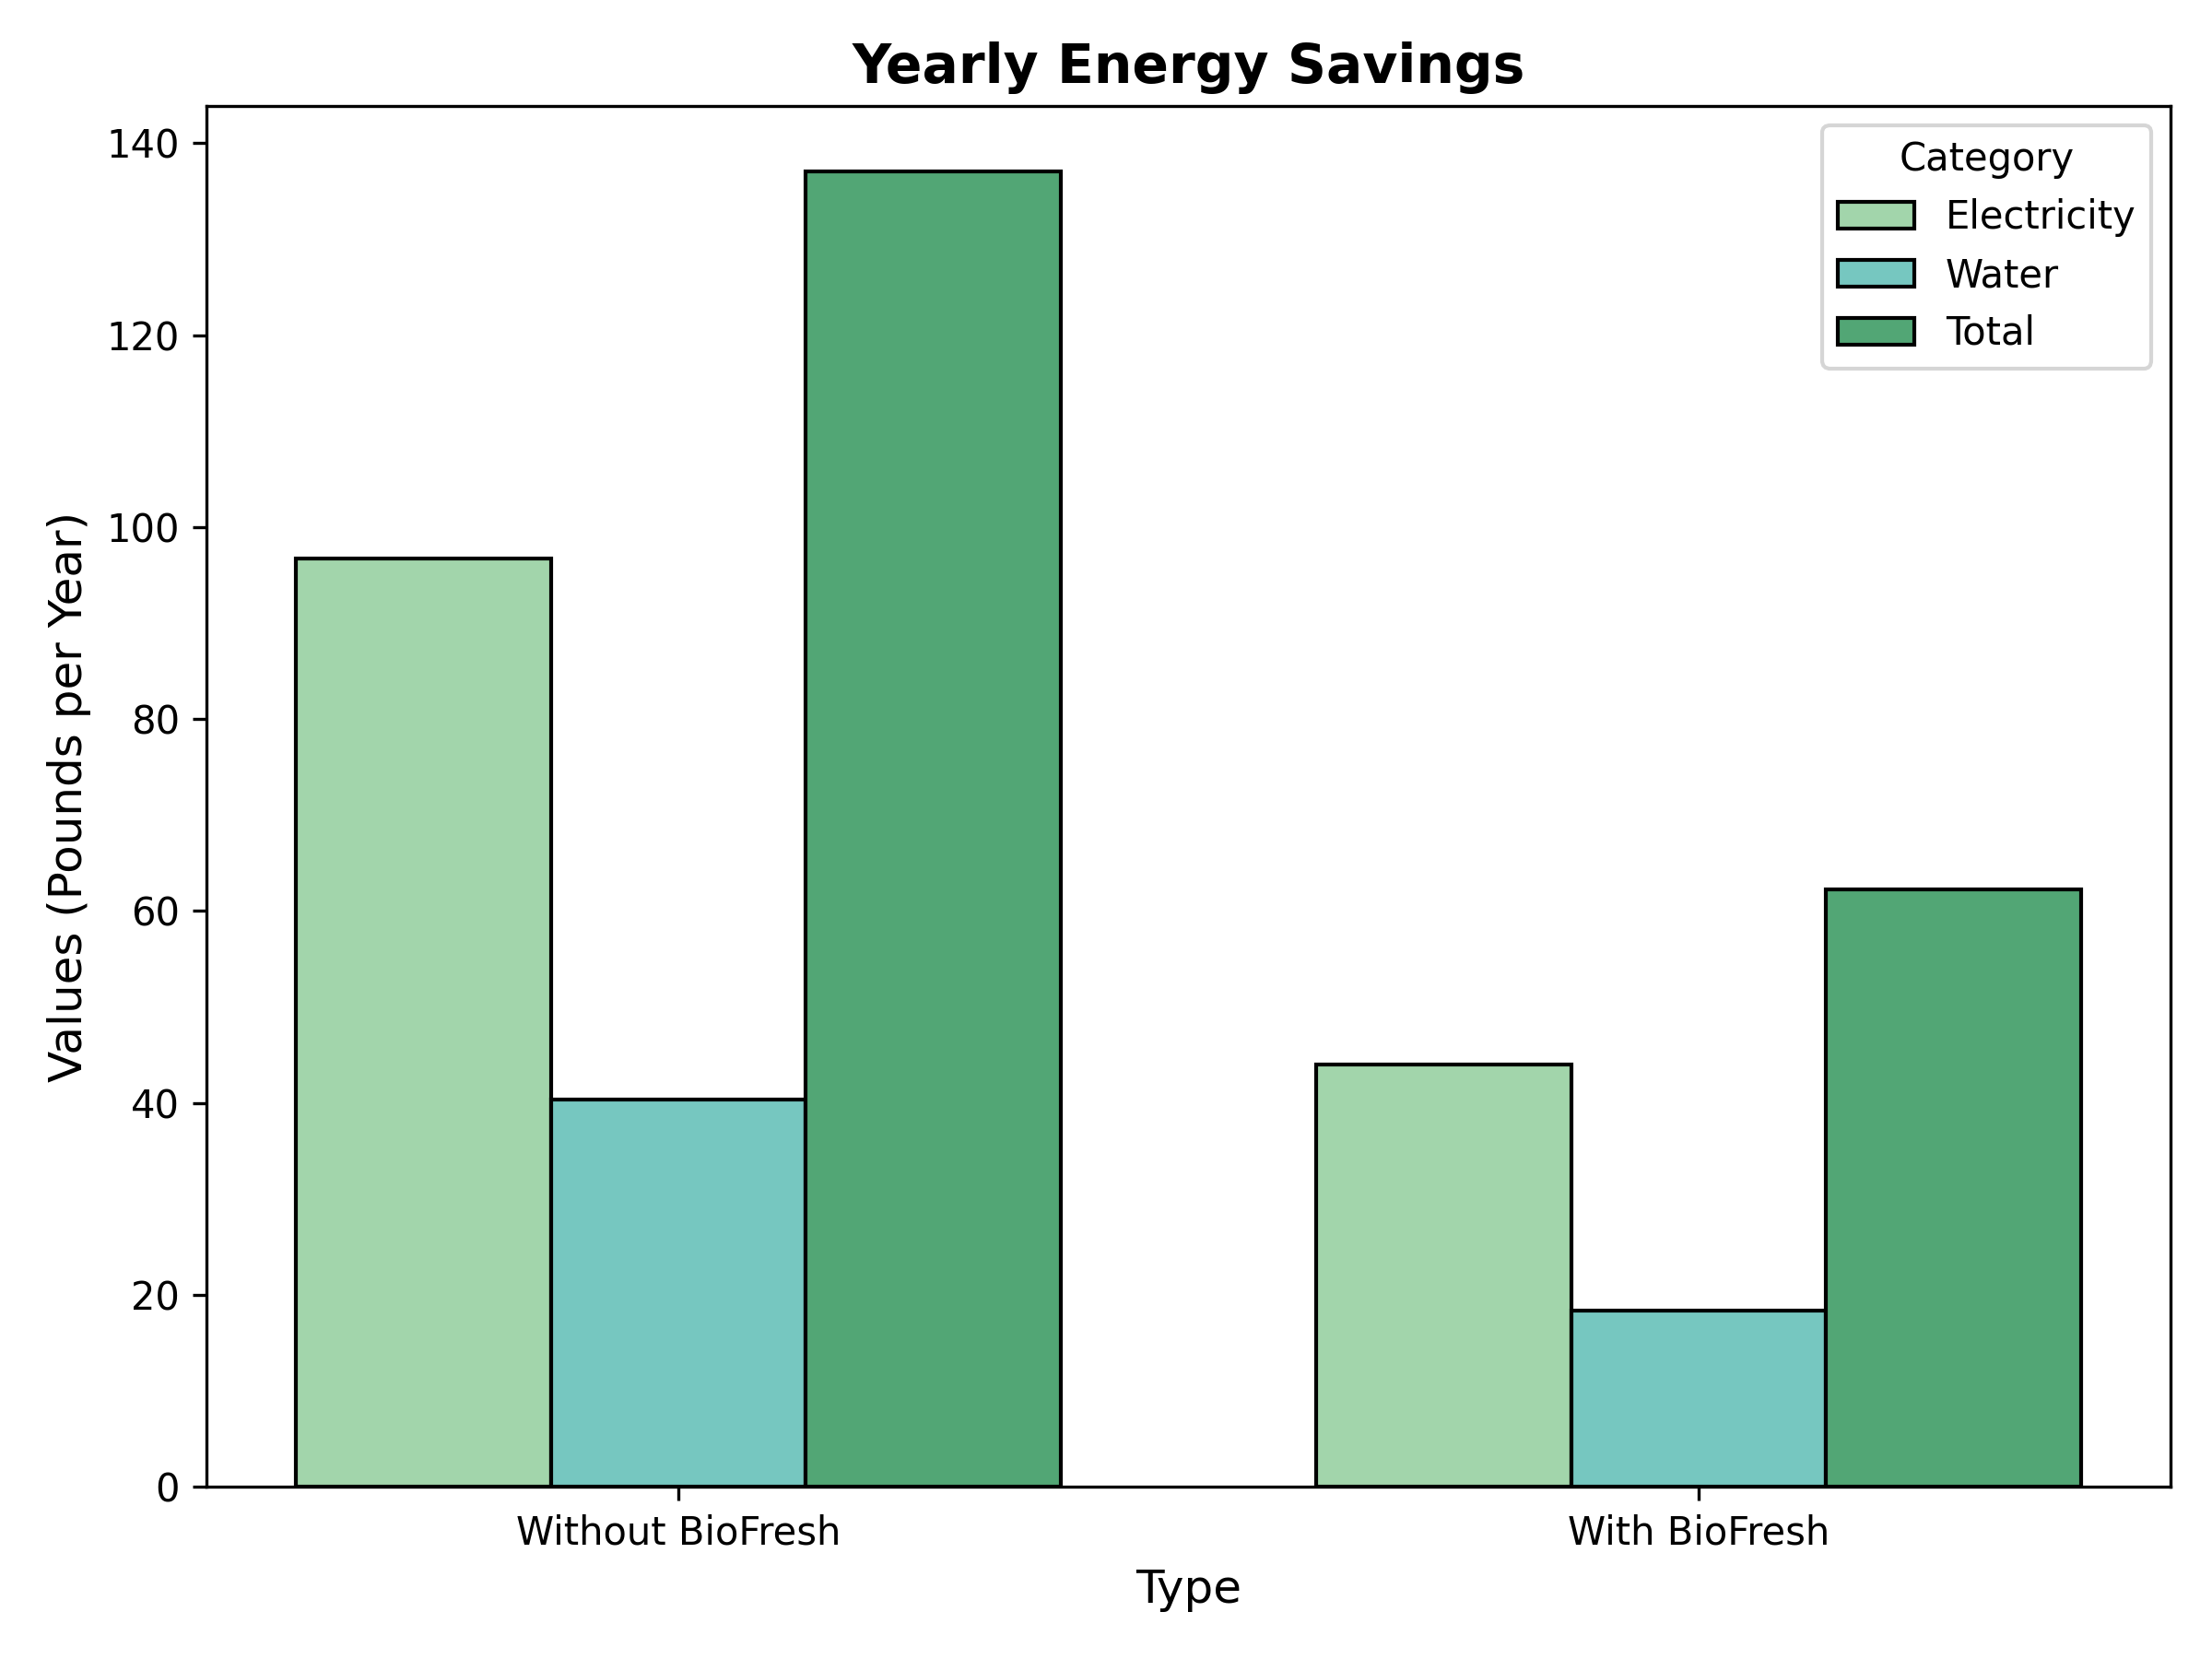 Yearly Energy Savings
Values (Pounds per Year)
140
120
100
80
60
40
20
0
Category
Electricity
Water
Total
Without BioFresh
With BioFresh
Type